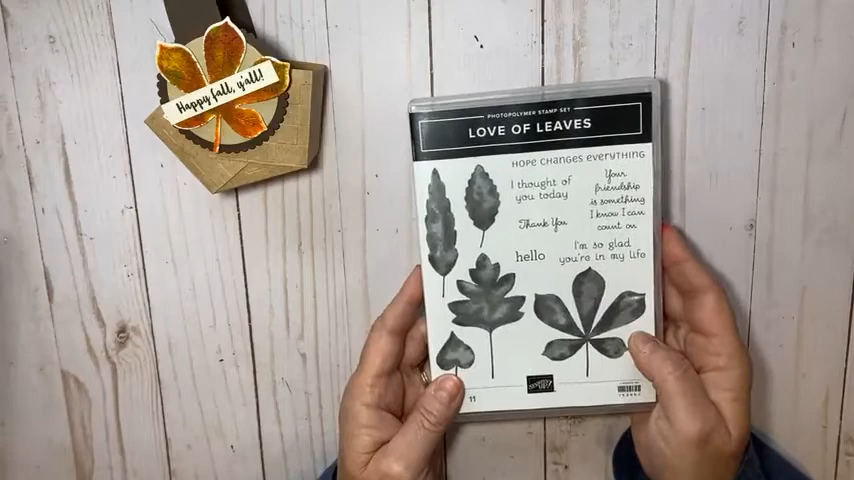 Happy fall, y'all!
PHOTOPOLYMER STAMP SET
LOVE OF LEAVES
HOPE CHANGES EVERYTHING
I thought of
you today
Your
friendship
is something
I know I can
count on
Thank You
hello
I'm so glad
you're in my life
11